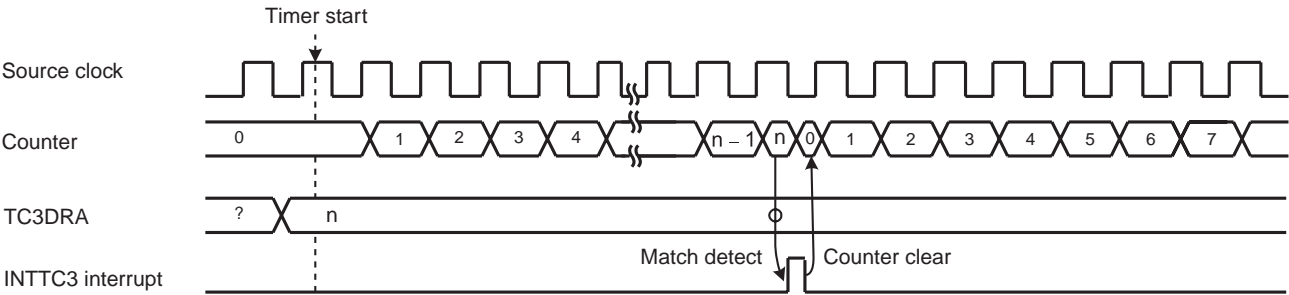 Timer start
Source clock
Counter 0 1 2 3 4 n – 1 n 0 1 2 3 4 5 6 7
TC3DRA ? n
Match detect Counter clear
INTTC3 interrupt